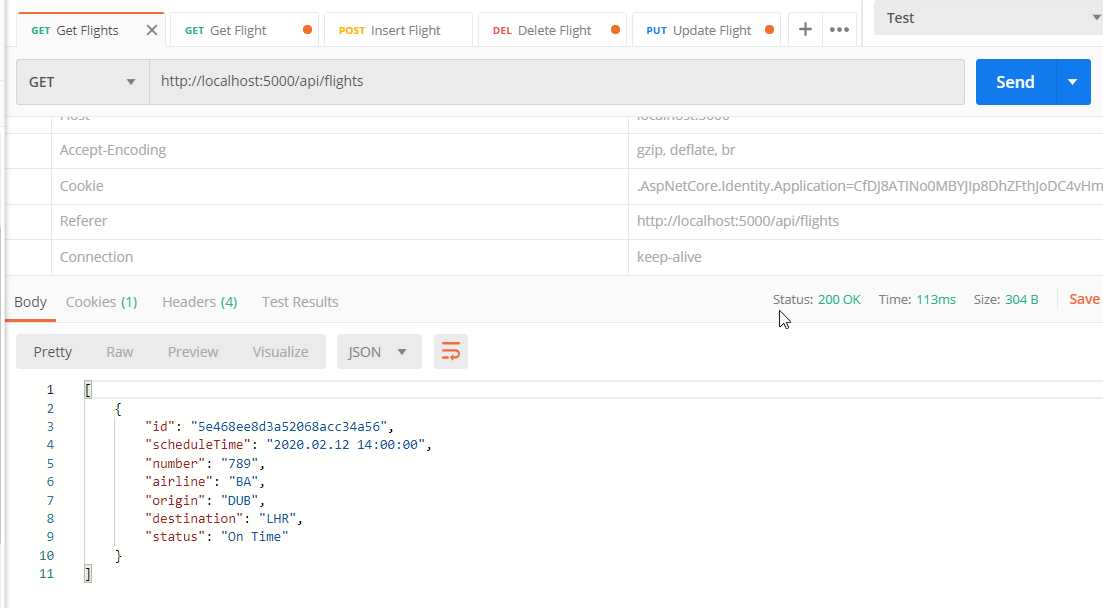 GET Get Flights GET Get Flight POST Insert Flight DEL Delete Flight PUT Update Flight Test
GET http://localhost:5000/api/flights Send
Host localhost:5000
Accept-Encoding gzip, deflate, br
Cookie .AspNetCore.Identity.Application=CfDJ8ATINo0MBYJIp8DhZFthJoDC4vHm
Referer http://localhost:5000/api/flights
Connection keep-alive
Body Cookies (1) Headers (4) Test Results Status: 200 OK Time: 113ms Size: 304 B Save
Pretty Raw Preview Visualize JSON
1 [
2 {
3 "id": "5e468ee8d3a52068acc34a56",
4 "scheduleTime": "2020.02.12 14:00:00",
5 "number": "789",
6 "airline": "BA",
7 "origin": "DUB",
8 "destination": "LHR",
9 "status": "On Time"
10 }
11 ]